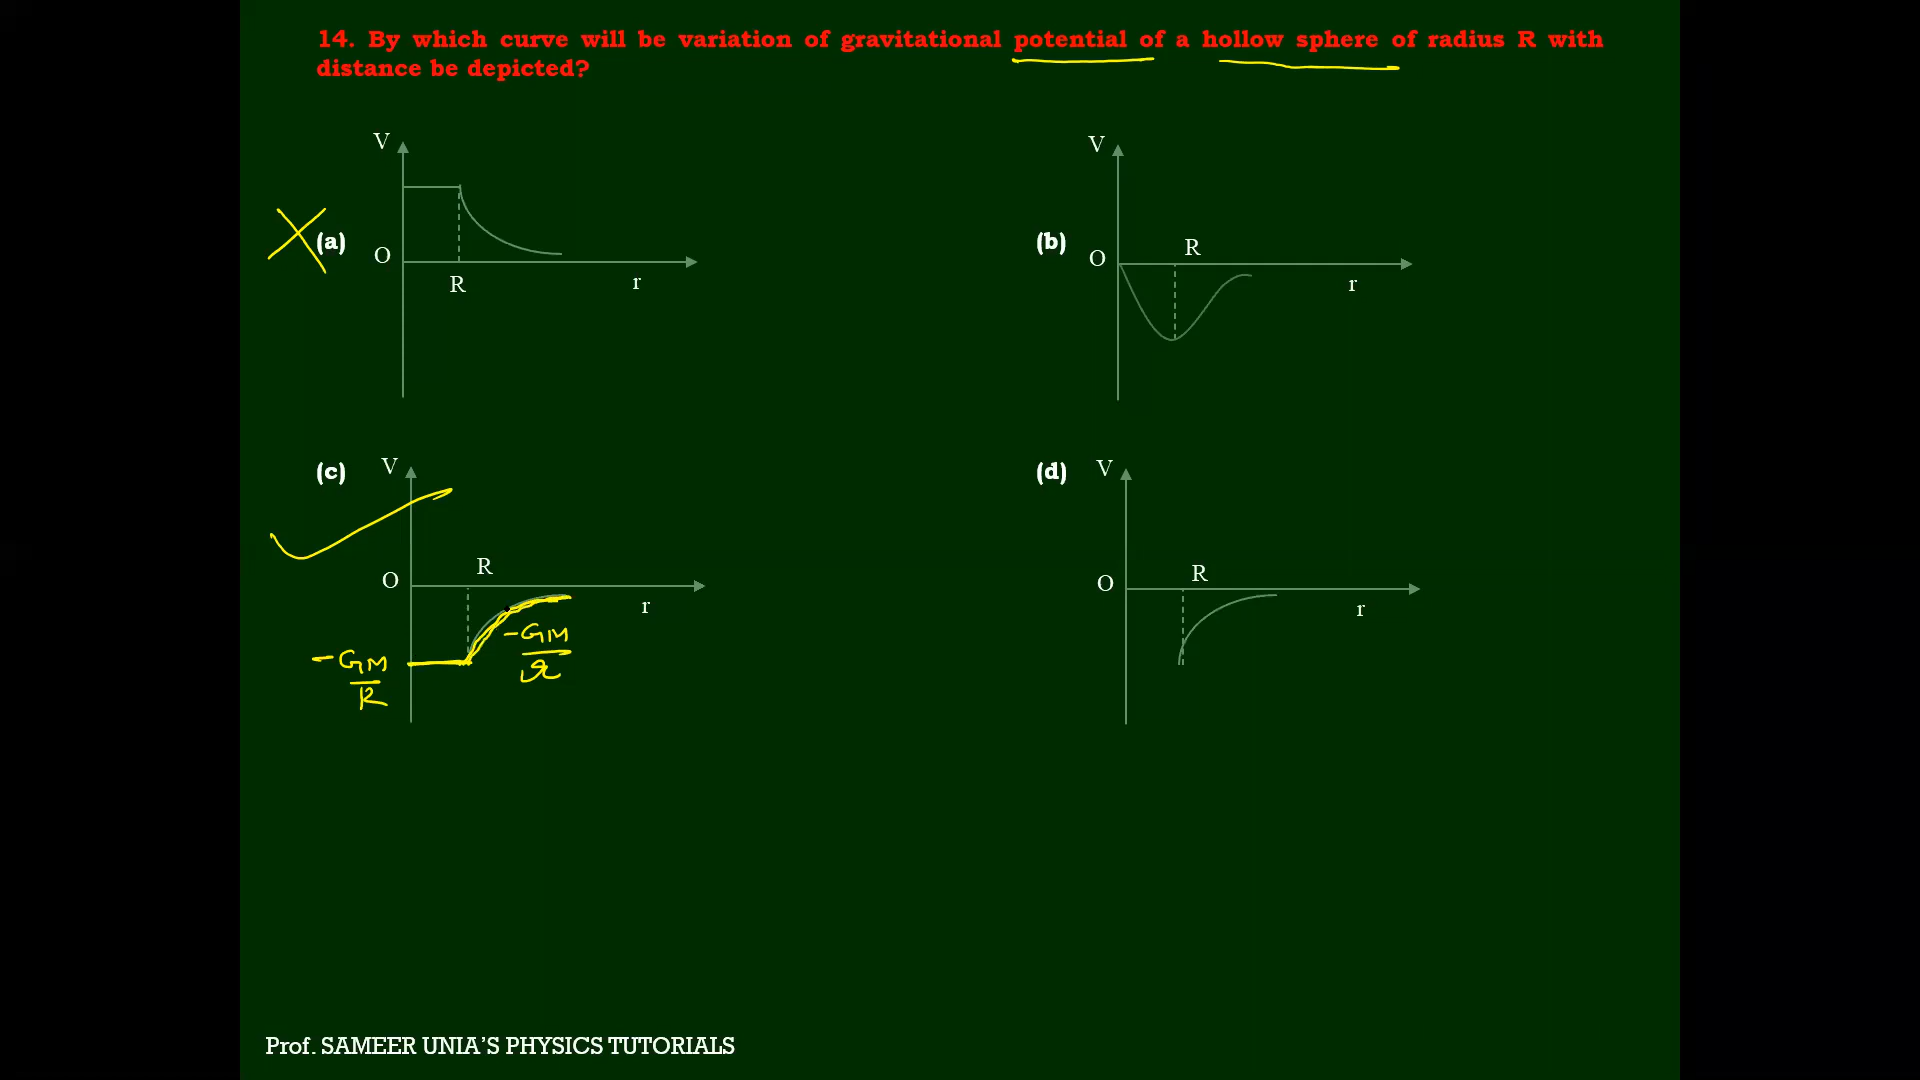 14. By which curve will be variation of gravitational potential of a hollow sphere of radius R with
distance be depicted?
V
(a)
O
R
r
V
(b)
O
R
r
(c)
V
O
R
r
-GM
R
-GM
r
(d)
V
O
R
r
Prof. SAMEER UNIA'S PHYSICS TUTORIALS